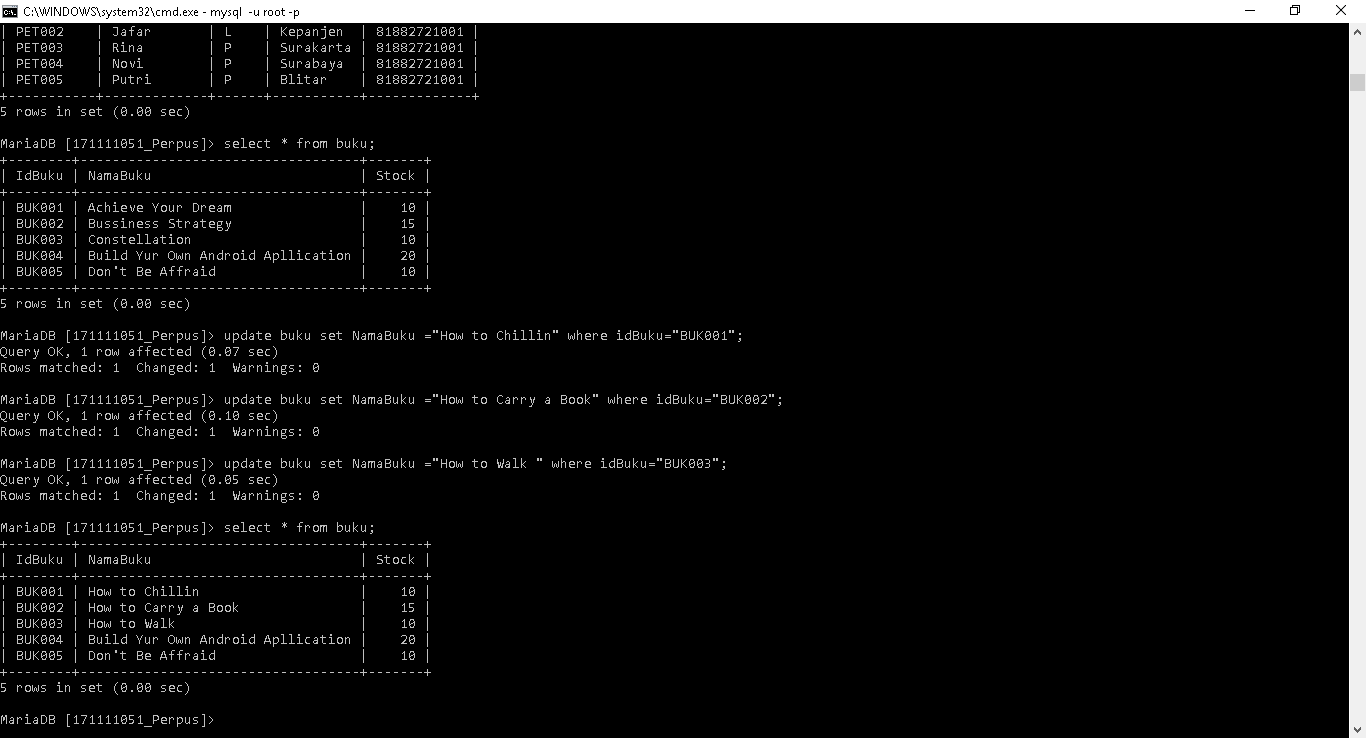 C:\WINDOWS\system32\cmd.exe - mysql  -u root -p
| PET002    | Jafar       | L    | Kepanjen  | 81882721001 |
| PET003    | Rina        | P    | Surakarta | 81882721001 |
| PET004    | Novi        | P    | Surabaya  | 81882721001 |
| PET005    | Putri       | P    | Blitar    | 81882721001 |
+-----------+-------------+------+-----------+-------------+
5 rows in set (0.00 sec)
MariaDB [171111051_Perpus]> select * from buku;
+--------+-----------------------------------+-------+
| IdBuku | NamaBuku                          | Stock |
+--------+-----------------------------------+-------+
| BUK001 | Achieve Your Dream                |    10 |
| BUK002 | Bussiness Strategy                |    15 |
| BUK003 | Constellation                     |    10 |
| BUK004 | Build Yur Own Android Apllication |    20 |
| BUK005 | Don't Be Affraid                  |    10 |
+--------+-----------------------------------+-------+
5 rows in set (0.00 sec)
MariaDB [171111051_Perpus]> update buku set NamaBuku ="How to Chillin" where idBuku="BUK001";
Query OK, 1 row affected (0.07 sec)
Rows matched: 1  Changed: 1  Warnings: 0
MariaDB [171111051_Perpus]> update buku set NamaBuku ="How to Carry a Book" where idBuku="BUK002";
Query OK, 1 row affected (0.10 sec)
Rows matched: 1  Changed: 1  Warnings: 0
MariaDB [171111051_Perpus]> update buku set NamaBuku ="How to Walk " where idBuku="BUK003";
Query OK, 1 row affected (0.05 sec)
Rows matched: 1  Changed: 1  Warnings: 0
MariaDB [171111051_Perpus]> select * from buku;
+--------+-----------------------------------+-------+
| IdBuku | NamaBuku                          | Stock |
+--------+-----------------------------------+-------+
| BUK001 | How to Chillin                    |    10 |
| BUK002 | How to Carry a Book               |    15 |
| BUK003 | How to Walk                       |    10 |
| BUK004 | Build Yur Own Android Apllication |    20 |
| BUK005 | Don't Be Affraid                  |    10 |
+--------+-----------------------------------+-------+
5 rows in set (0.00 sec)
MariaDB [171111051_Perpus]>